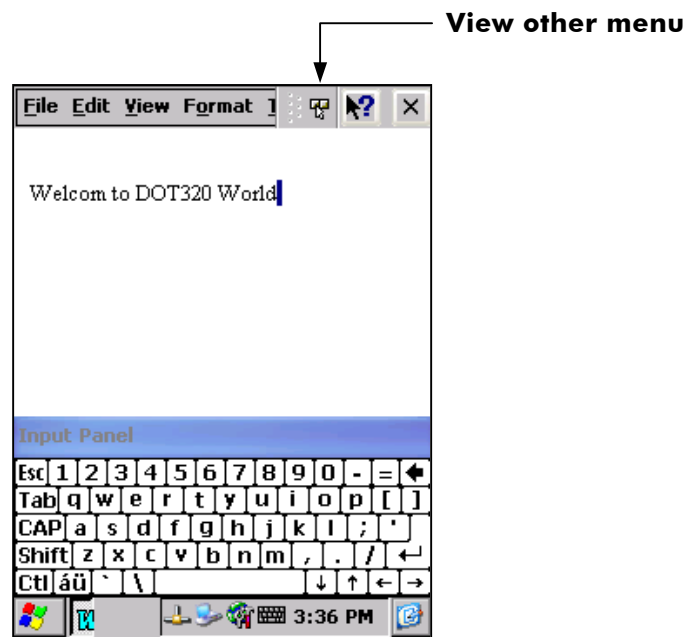 View other menu
File Edit View Format
Welcom to DOT320 World
Input Panel
Esc 1 2 3 4 5 6 7 8 9 0 - =
Tab q w e r t y u i o p [ ]
CAP a s d f g h j k l ; '
Shift z x c v b n m , . /
Ctl áü ` \ ↓ ↑ ← →
3:36 PM